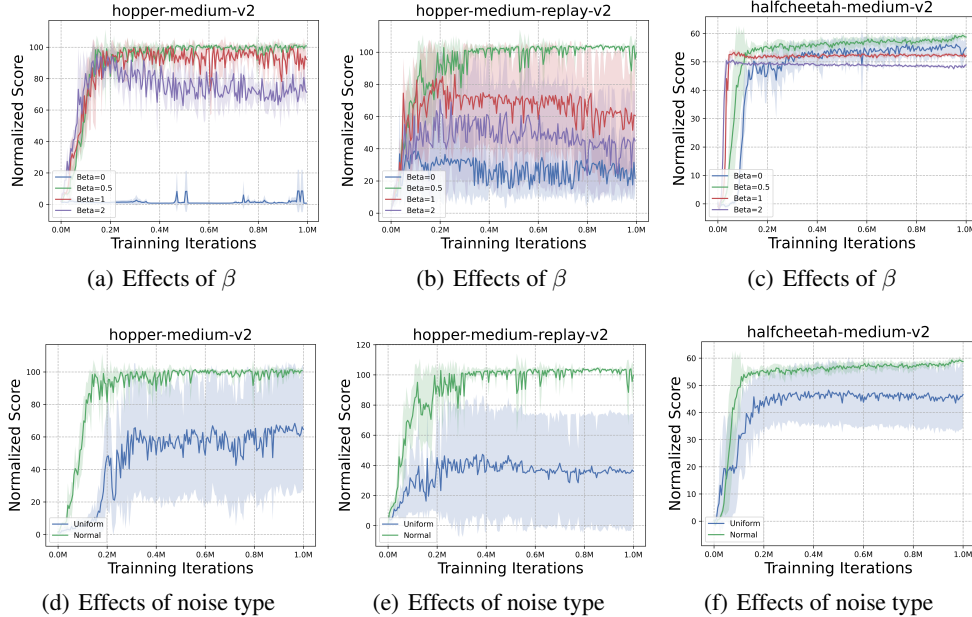 hopper-medium-v2
Normalized Score
100
80
60
40
20
0
Beta=0
Beta=0.5
Beta=1
Beta=2
0.0M 0.2M 0.4M 0.6M 0.8M 1.0M
Trainning Iterations
(a) Effects of β
hopper-medium-replay-v2
Normalized Score
100
80
60
40
20
0
Beta=0
Beta=0.5
Beta=1
Beta=2
0.0M 0.2M 0.4M 0.6M 0.8M 1.0M
Trainning Iterations
(b) Effects of β
halfcheetah-medium-v2
Normalized Score
60
50
40
30
20
10
0
Beta=0
Beta=0.5
Beta=1
Beta=2
0.0M 0.2M 0.4M 0.6M 0.8M 1.0M
Trainning Iterations
(c) Effects of β
hopper-medium-v2
Normalized Score
100
80
60
40
20
0
Uniform
Normal
0.0M 0.2M 0.4M 0.6M 0.8M 1.0M
Trainning Iterations
(d) Effects of noise type
hopper-medium-replay-v2
Normalized Score
120
100
80
60
40
20
0
Uniform
Normal
0.0M 0.2M 0.4M 0.6M 0.8M 1.0M
Trainning Iterations
(e) Effects of noise type
halfcheetah-medium-v2
Normalized Score
60
50
40
30
20
10
0
Uniform
Normal
0.0M 0.2M 0.4M 0.6M 0.8M 1.0M
Trainning Iterations
(f) Effects of noise type